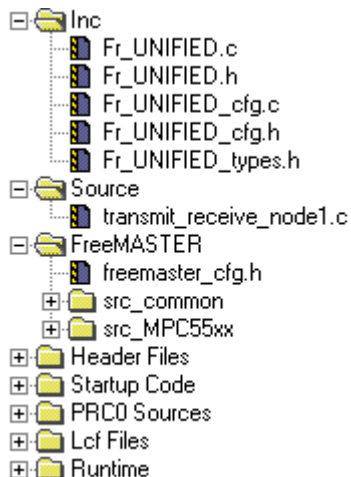 Inc
Fr_UNIFIED.c
Fr_UNIFIED.h
Fr_UNIFIED_cfg.c
Fr_UNIFIED_cfg.h
Fr_UNIFIED_types.h
Source
transmit_receive_node1.c
FreeMASTER
freemaster_cfg.h
src_common
src_MPC55xx
Header Files
Startup Code
PRC0 Sources
Lcf Files
Runtime